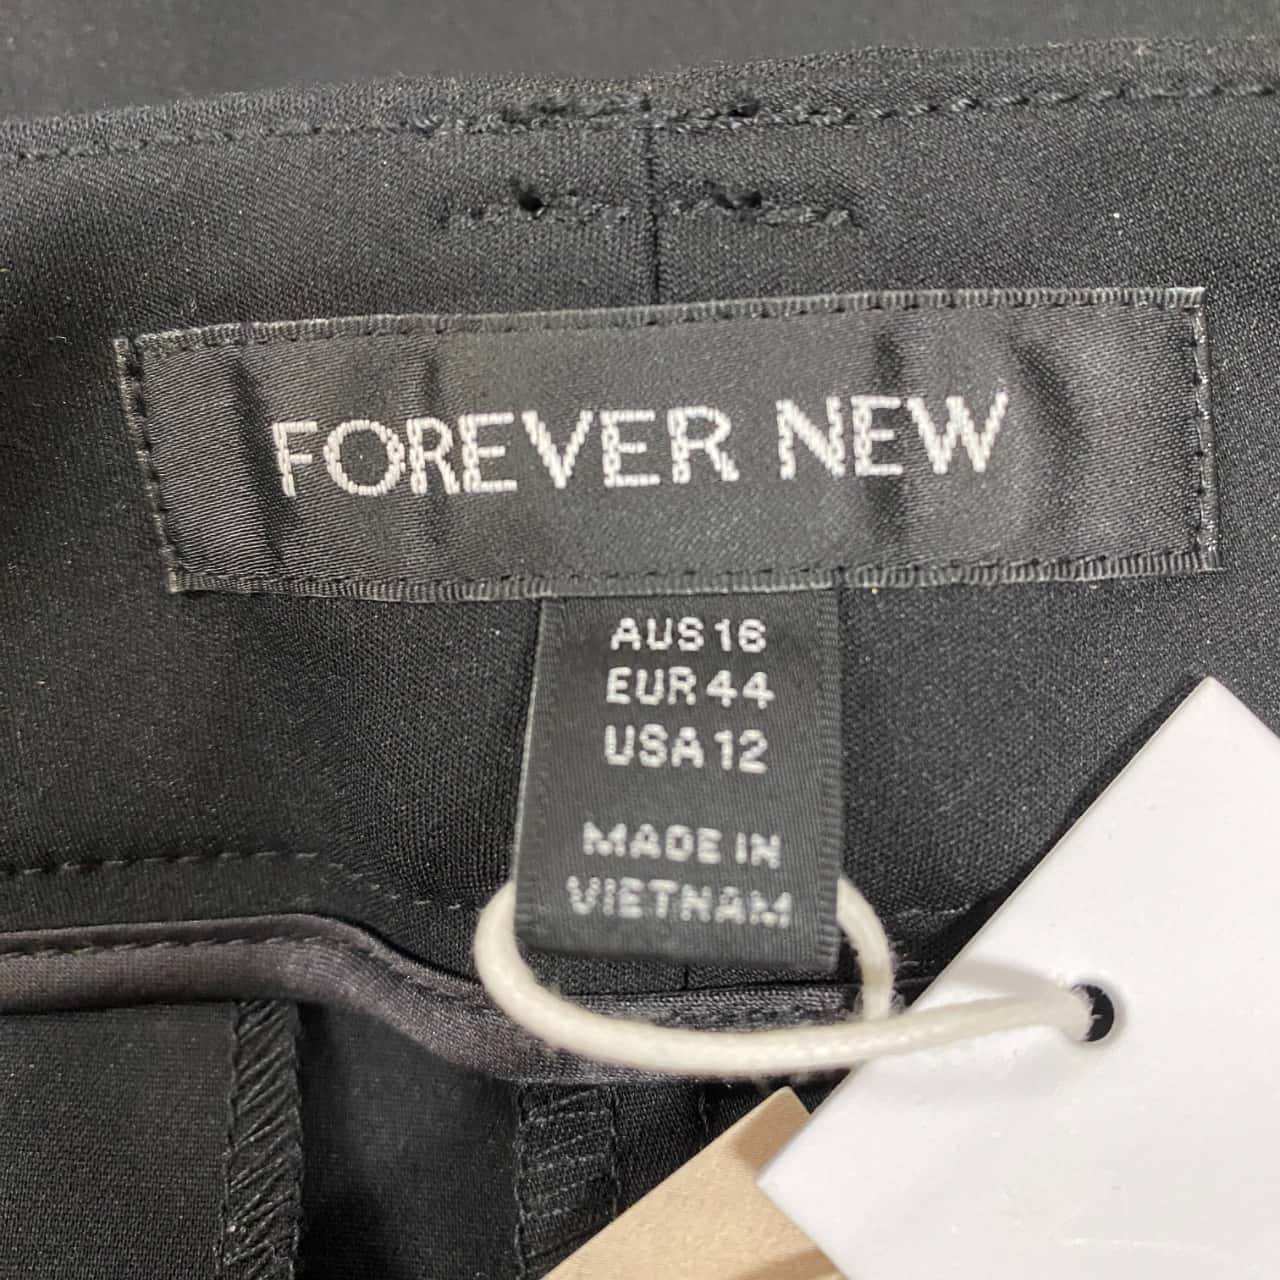 FOREVER NEW
AUS 16
EUR 44
USA 12
MADE IN
VIETNAM